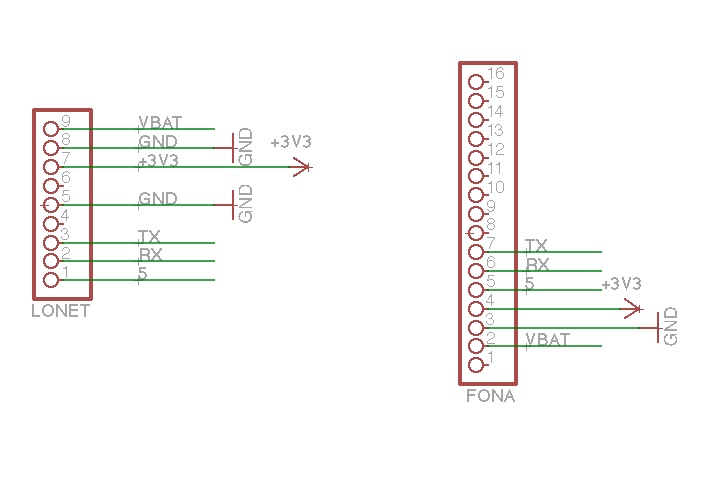 9 VBAT
8 GND GND
7 +3V3 +3V3
6
5 GND GND
4
3 TX
2 RX
1 5
LONET
16
15
14
13
12
11
10
9
8
7 TX
6 RX
5 5 +3V3
4
3 GND
2 VBAT
1
FONA